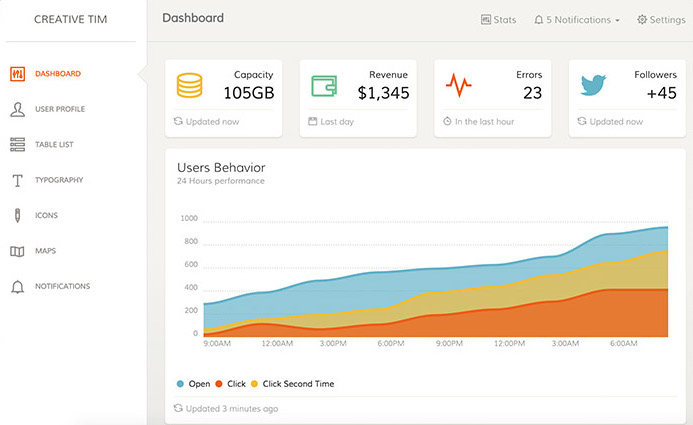 CREATIVE TIM
DASHBOARD
USER PROFILE
TABLE LIST
TYPOGRAPHY
ICONS
MAPS
NOTIFICATIONS
Dashboard
Stats
5 Notifications
Settings
Capacity
105GB
Updated now
Revenue
$1,345
Last day
Errors
23
In the last hour
Followers
+45
Updated now
Users Behavior
24 Hours performance
1000
800
600
400
200
0
9:00AM 12:00AM 3:00PM 6:00PM 9:00PM 12:00PM 3:00AM 6:00AM
Open Click Click Second Time
Updated 3 minutes ago